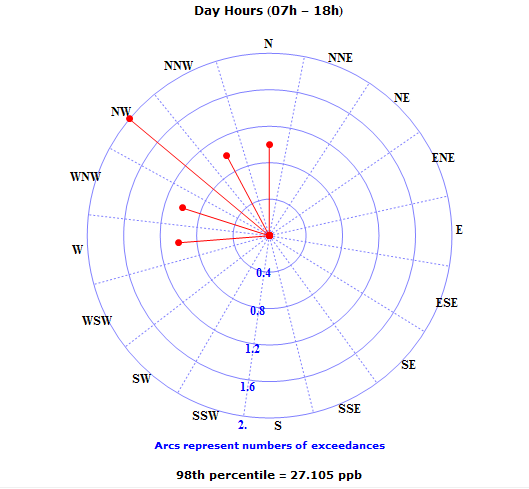 Day Hours (07h – 18h)
N
NNW
NNE
NW
NE
WNW
ENE
W
E
0.4
WSW
ESE
0.8
1.2
SW
SE
1.6
SSW
SSE
2.
S
Arcs represent numbers of exceedances
98th percentile = 27.105 ppb